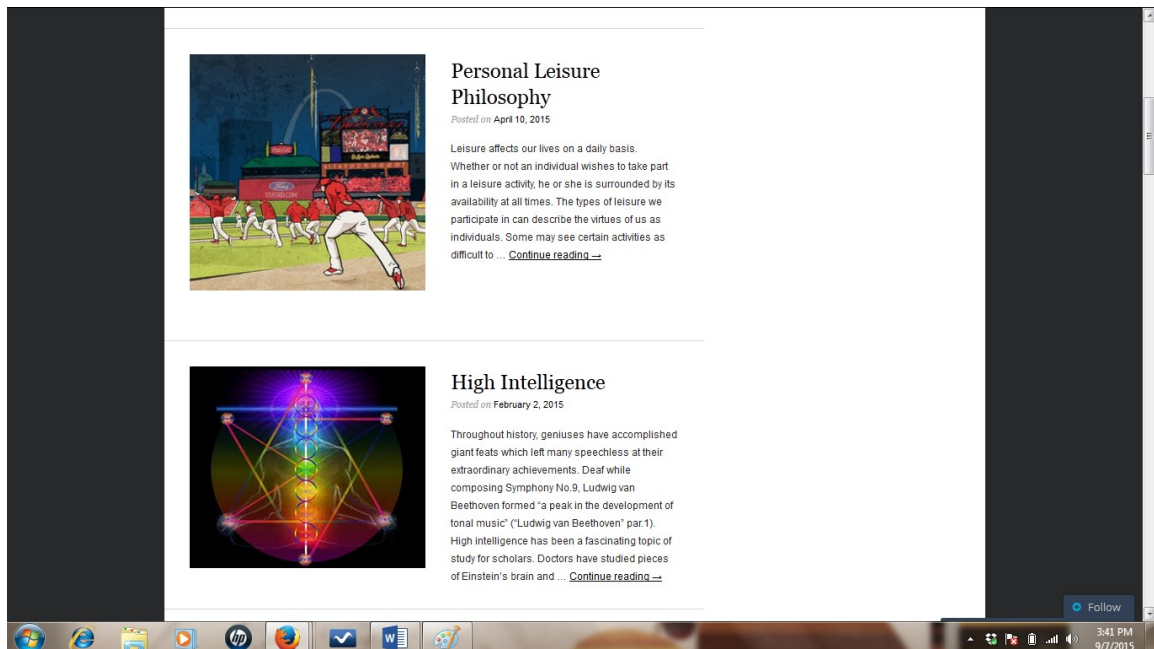 Personal Leisure
Philosophy
Posted on April 10, 2015
Leisure affects our lives on a daily basis.
Whether or not an individual wishes to take part
in a leisure activity, he or she is surrounded by its
availability at all times. The types of leisure we
participate in can describe the virtues of us as
individuals. Some may see certain activities as
difficult to … Continue reading →
Ford
High Intelligence
Posted on February 2, 2015
Throughout history, geniuses have accomplished
giant feats which left many speechless at their
extraordinary achievements. Deaf while
composing Symphony No.9, Ludwig van
Beethoven formed “a peak in the development of
tonal music” (“Ludwig van Beethoven” par.1).
High intelligence has been a fascinating topic of
study for scholars. Doctors have studied pieces
of Einstein’s brain and … Continue reading →
Follow
hp
W
3:41 PM
9/7/2015